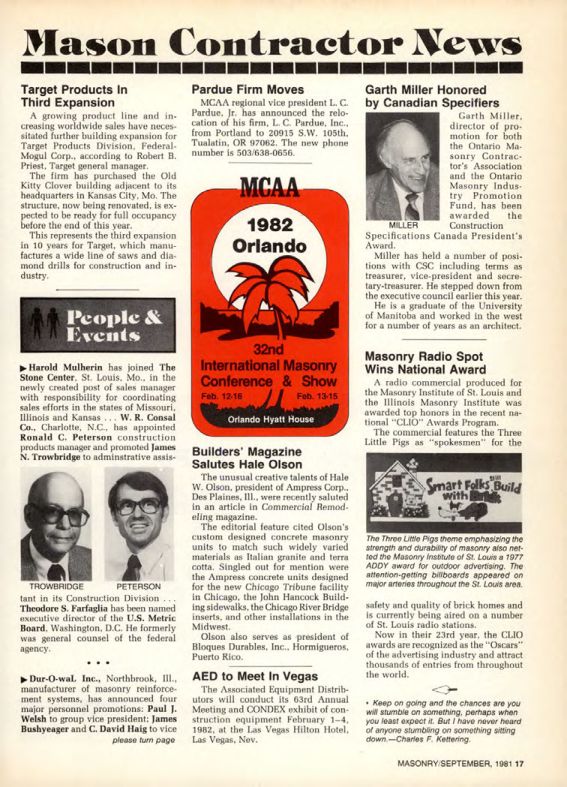 Mason Contractor News
Target Products In
Third Expansion
A growing product line and in-
creasing worldwide sales have neces-
sitated further building expansion for
Target Products Division, Federal-
Mogul Corp., according to Robert B.
Priest, Target general manager.
The firm has purchased the Old
Kitty Clover building adjacent to its
headquarters in Kansas City, Mo. The
structure, now being renovated, is ex-
pected to be ready for full occupancy
before the end of this year.
This represents the third expansion
in 10 years for Target, which manu-
factures a wide line of saws and dia-
mond drills for construction and in-
dustry.
People &
Events
▶ Harold Mulherin has joined The
Stone Center, St. Louis, Mo., in the
newly created post of sales manager
with responsibility for coordinating
sales efforts in the states of Missouri,
Illinois and Kansas . . . W. R. Consal
Co., Charlotte, N.C., has appointed
Ronald C. Peterson construction
products manager and promoted James
N. Trowbridge to adminstrative assis-
TROWBRIDGE PETERSON
tant in its Construction Division . . .
Theodore S. Farfaglia has been named
executive director of the U.S. Metric
Board, Washington, D.C. He formerly
was general counsel of the federal
agency.
• • •
▶ Dur-O-waL Inc., Northbrook, Ill.,
manufacturer of masonry reinforce-
ment systems, has announced four
major personnel promotions: Paul J.
Welsh to group vice president; James
Bushyeager and C. David Haig to vice
please turn page
Pardue Firm Moves
MCAA regional vice president L. C.
Pardue, Jr. has announced the relo-
cation of his firm, L. C. Pardue, Inc.,
from Portland to 20915 S.W. 105th,
Tualatin, OR 97062. The new phone
number is 503/638-0656.
MCAA
1982
Orlando
32nd
International Masonry
Conference & Show
Feb. 12-16 Feb. 13-15
Orlando Hyatt House
Builders' Magazine
Salutes Hale Olson
The unusual creative talents of Hale
W. Olson, president of Ampress Corp.,
Des Plaines, Ill., were recently saluted
in an article in Commercial Remod-
eling magazine.
The editorial feature cited Olson's
custom designed concrete masonry
units to match such widely varied
materials as Italian granite and terra
cotta. Singled out for mention were
the Ampress concrete units designed
for the new Chicago Tribune facility
in Chicago, the John Hancock Build-
ing sidewalks, the Chicago River Bridge
inserts, and other installations in the
Midwest.
Olson also serves as president of
Bloques Durables, Inc., Hormigueros,
Puerto Rico.
AED to Meet In Vegas
The Associated Equipment Distrib-
utors will conduct its 63rd Annual
Meeting and CONDEX exhibit of con-
struction equipment February 1–4,
1982, at the Las Vegas Hilton Hotel,
Las Vegas, Nev.
Garth Miller Honored
by Canadian Specifiers
MILLER
Garth Miller,
director of pro-
motion for both
the Ontario Ma-
sonry Contrac-
tor's Association
and the Ontario
Masonry Indus-
try Promotion
Fund, has been
awarded the
Construction
Specifications Canada President's
Award.
Miller has held a number of posi-
tions with CSC including terms as
treasurer, vice-president and secre-
tary-treasurer. He stepped down from
the executive council earlier this year.
He is a graduate of the University
of Manitoba and worked in the west
for a number of years as an architect.
Masonry Radio Spot
Wins National Award
A radio commercial produced for
the Masonry Institute of St. Louis and
the Illinois Masonry Institute was
awarded top honors in the recent na-
tional "CLIO" Awards Program.
The commercial features the Three
Little Pigs as "spokesmen" for the
Smart Folks Build
with
The Three Little Pigs theme emphasizing the
strength and durability of masonry also net-
ted the Masonry Institute of St. Louis a 1977
ADDY award for outdoor advertising. The
attention-getting billboards appeared on
major arteries throughout the St. Louis area.
safety and quality of brick homes and
is currently being aired on a number
of St. Louis radio stations.
Now in their 23rd year, the CLIO
awards are recognized as the "Oscars"
of the advertising industry and attract
thousands of entries from throughout
the world.
• Keep on going and the chances are you
will stumble on something, perhaps when
you least expect it. But I have never heard
of anyone stumbling on something sitting
down.—Charles F. Kettering.
MASONRY/SEPTEMBER, 1981 17